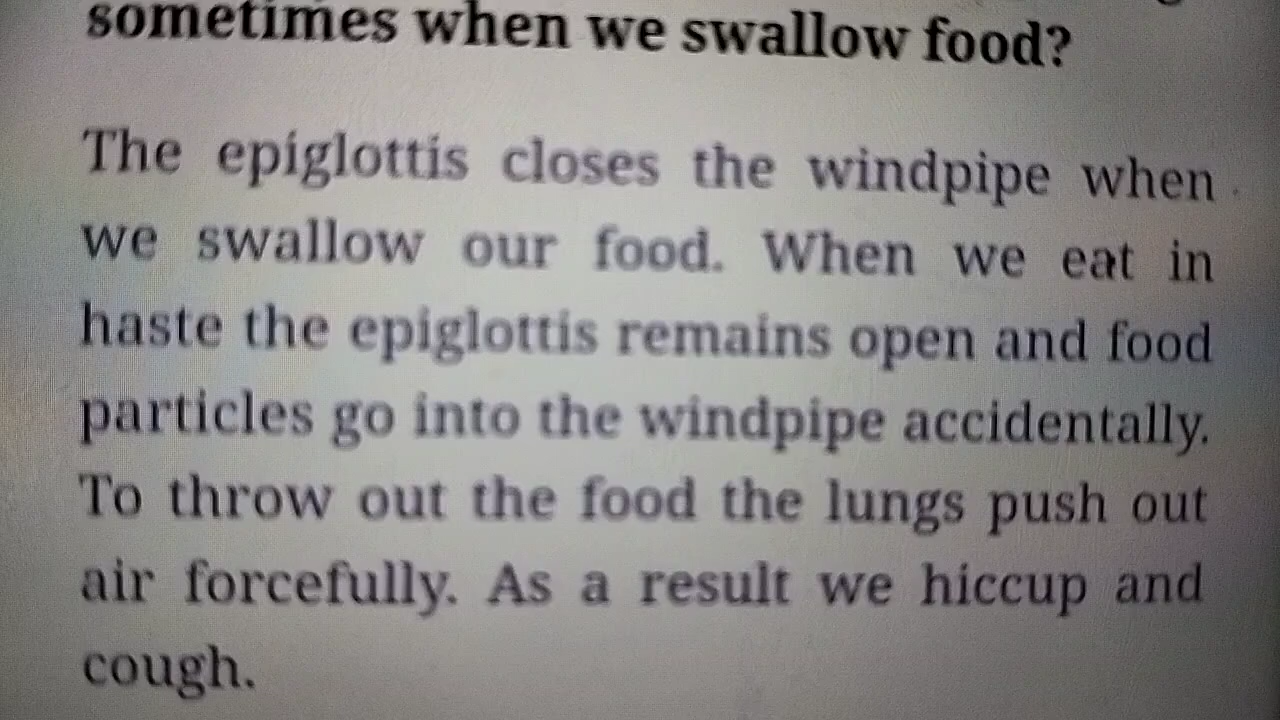 sometimes when we swallow food?
The epiglottis closes the windpipe when
we swallow our food. When we eat in
haste the epiglottis remains open and food
particles go into the windpipe accidentally.
To throw out the food the lungs push out
air forcefully. As a result we hiccup and
cough.